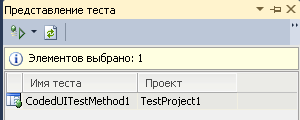 Представление теста
Элементов выбрано: 1
Имя теста Проект
CodedUITestMethod1 TestProject1